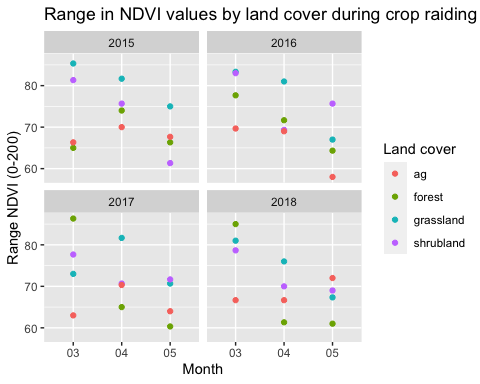 Range in NDVI values by land cover during crop raiding
2015 2016
80
70
60
2017 2018
80
70
60
03 04 05 03 04 05
Month
Range NDVI (0-200)
Land cover
ag
forest
grassland
shrubland